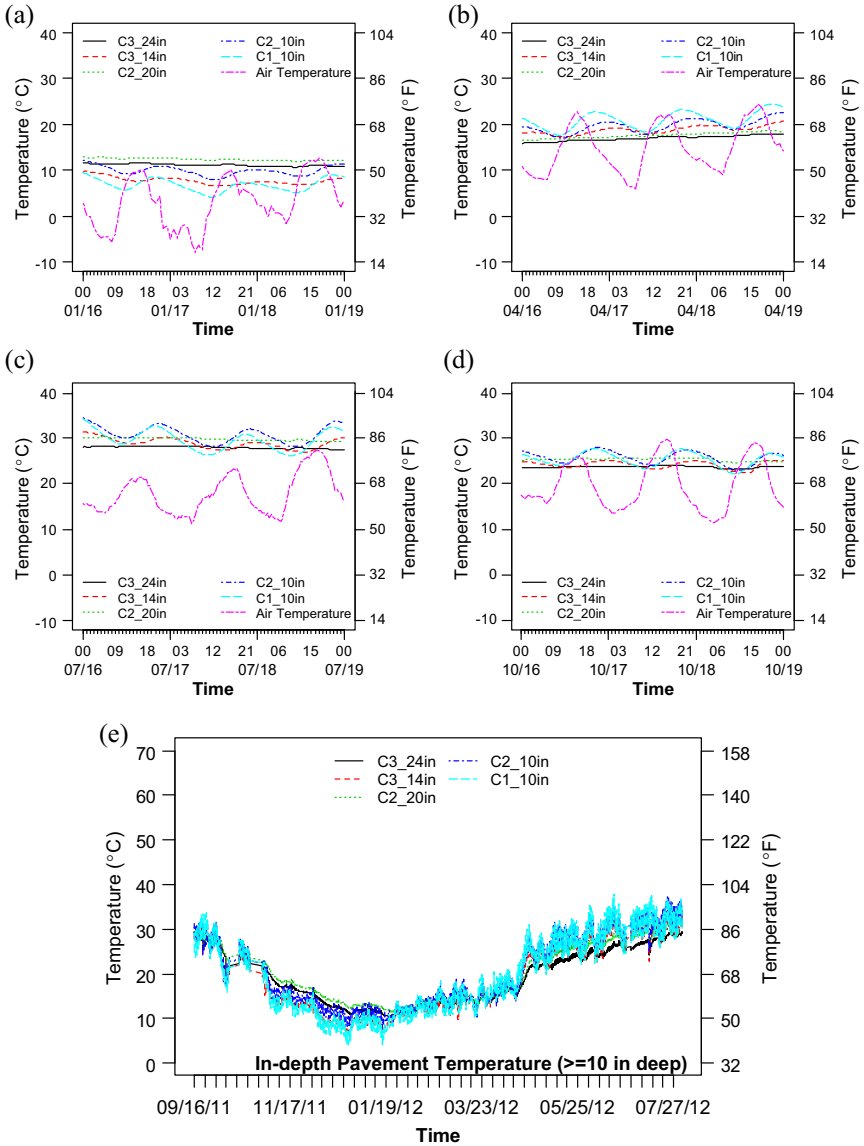 (a)
Temperature (°C)
40
30
20
10
0
-10
C3_24in
C3_14in
C2_20in
C2_10in
C1_10in
Air Temperature
104
86
68
50
32
14
Temperature (°F)
00 09 18 03 12 21 06 15 00
01/16 01/17 01/18 01/19
Time
(b)
Temperature (°C)
40
30
20
10
0
-10
C3_24in
C3_14in
C2_20in
C2_10in
C1_10in
Air Temperature
104
86
68
50
32
14
Temperature (°F)
00 09 18 03 12 21 06 15 00
04/16 04/17 04/18 04/19
Time
(c)
Temperature (°C)
40
30
20
10
0
-10
C3_24in
C3_14in
C2_20in
C2_10in
C1_10in
Air Temperature
104
86
68
50
32
14
Temperature (°F)
00 09 18 03 12 21 06 15 00
07/16 07/17 07/18 07/19
Time
(d)
Temperature (°C)
40
30
20
10
0
-10
C3_24in
C3_14in
C2_20in
C2_10in
C1_10in
Air Temperature
104
86
68
50
32
14
Temperature (°F)
00 09 18 03 12 21 06 15 00
10/16 10/17 10/18 10/19
Time
(e)
Temperature (°C)
70
60
50
40
30
20
10
0
C3_24in
C3_14in
C2_20in
C2_10in
C1_10in
158
140
122
104
86
68
50
32
Temperature (°F)
In-depth Pavement Temperature (>=10 in deep)
09/16/11 11/17/11 01/19/12 03/23/12 05/25/12 07/27/12
Time